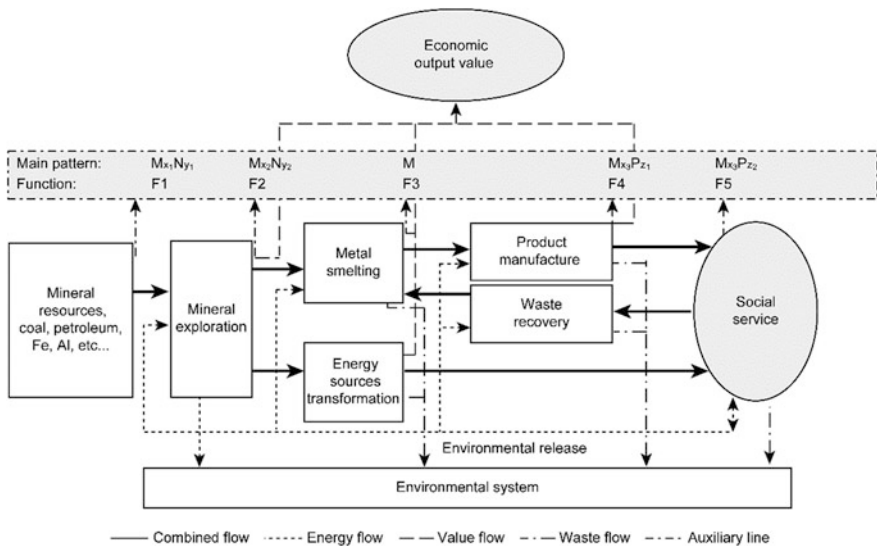 Economic
output value
Main pattern: Mx₁Ny₁ Mx₂Ny₂ M Mx₃Pz₁ Mx₃Pz₂
Function: F1 F2 F3 F4 F5
Mineral
resources,
coal, petroleum,
Fe, Al, etc...
Mineral
exploration
Metal
smelting
Energy
sources
transformation
Product
manufacture
Waste
recovery
Social
service
Environmental release
Environmental system
Combined flow Energy flow Value flow Waste flow Auxiliary line